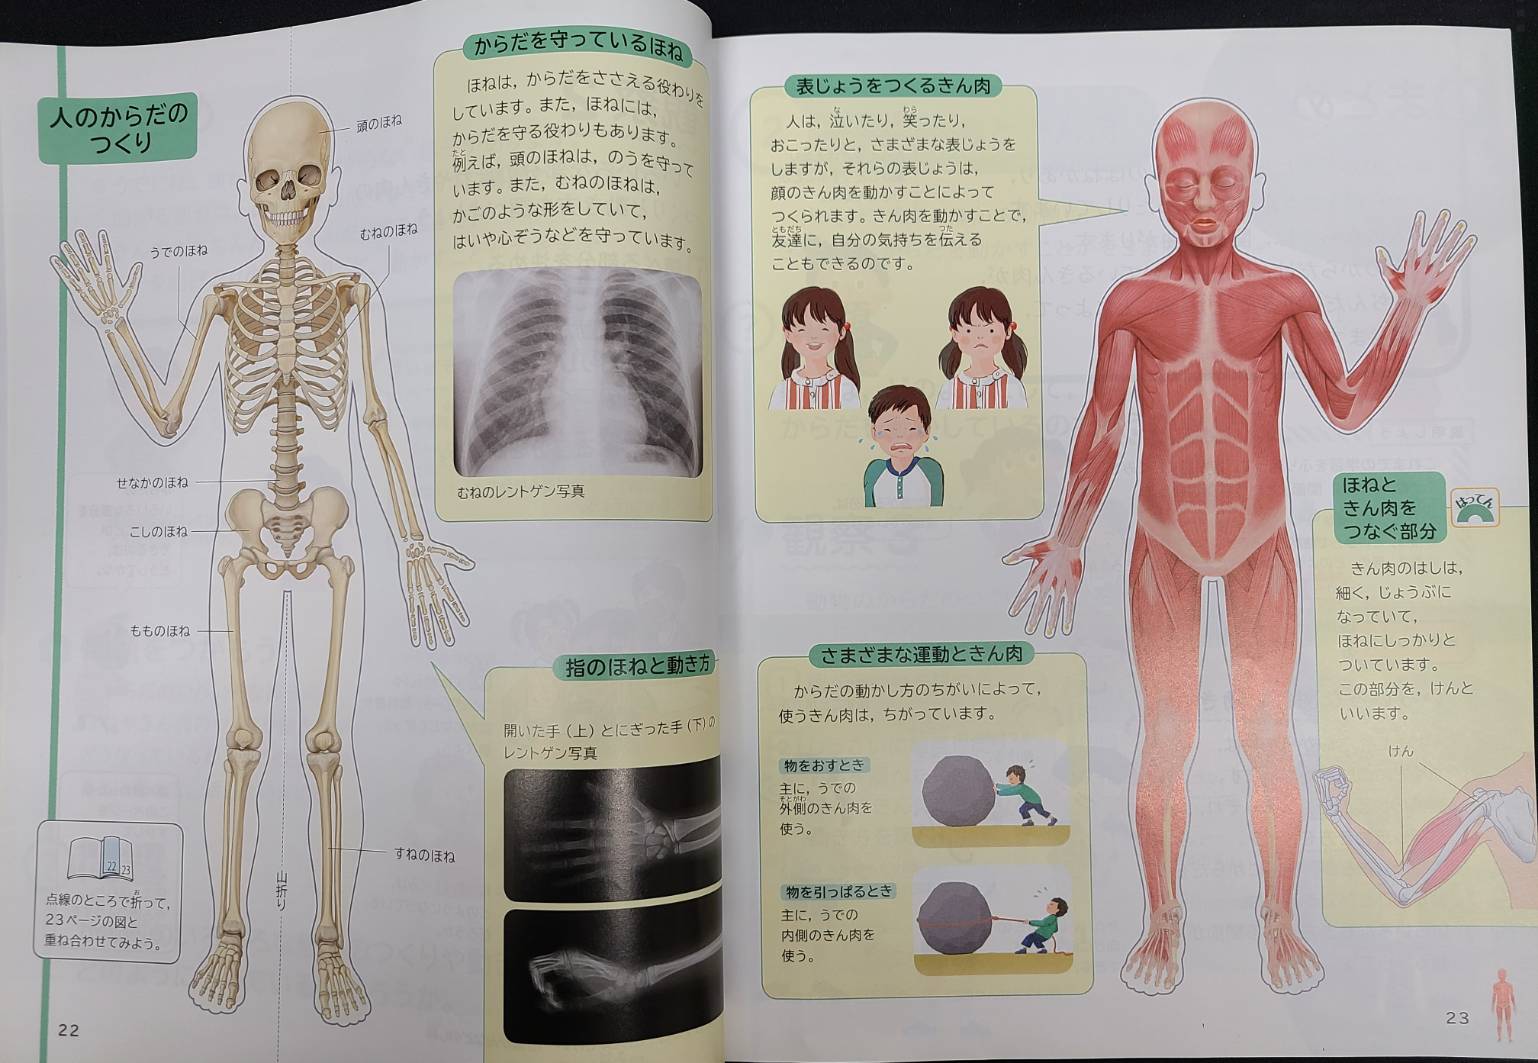 人のからだの
つくり
頭のほね
うでのほね
むねのほね
せなかのほね
こしのほね
もものほね
すねのほね
山折り
22 23
点線のところで折って,
23ページの図と
重ね合わせてみよう。
22
からだを守っているほね
ほねは，からだをささえる役わりを
しています。また，ほねには，
からだを守る役わりもあります。
例えば，頭のほねは，のうを守って
います。また，むねのほねは，
かごのような形をしていて，
はいや心ぞうなどを守っています。
むねのレントゲン写真
指のほねと動き方
開いた手（上）とにぎった手（下）の
レントゲン写真
表じょうをつくるきん肉
人は，泣いたり，笑ったり，
おこったりと，さまざまな表じょうを
しますが，それらの表じょうは，
顔のきん肉を動かすことによって
つくられます。きん肉を動かすことで，
友達に，自分の気持ちを伝える
こともできるのです。
さまざまな運動ときん肉
からだの動かし方のちがいによって，
使うきん肉は，ちがっています。
物をおすとき
主に，うでの
外側のきん肉を
使う。
物を引っぱるとき
主に，うでの
内側のきん肉を
使う。
ほねと
きん肉を
つなぐ部分
はってん
きん肉のはしは，
細く，じょうぶに
なっていて，
ほねにしっかりと
ついています。
この部分を，けんと
いいます。
けん
23